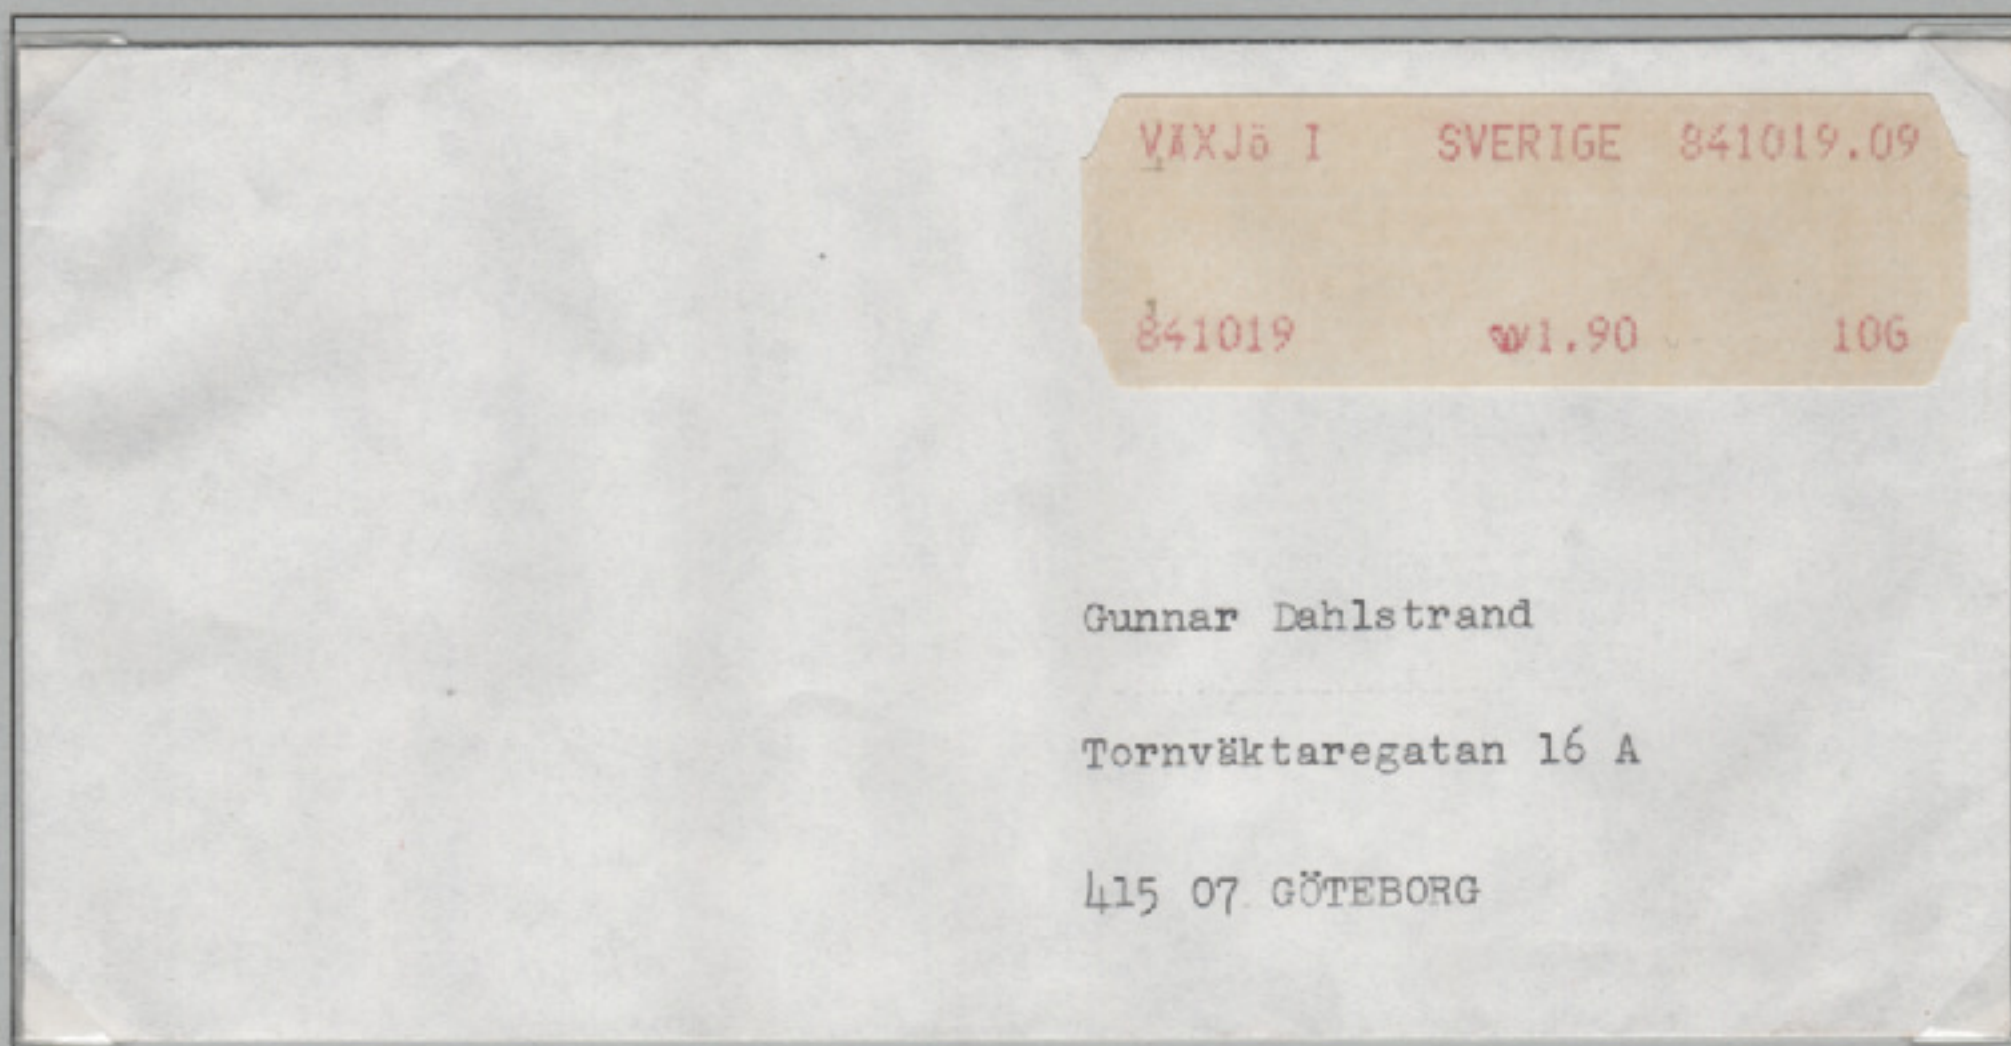 VÄXJö I SVERIGE 841019.09
841019 1.90 10G
Gunnar Dahlstrand
Tornväktaregatan 16 A
415 07 GÖTEBORG